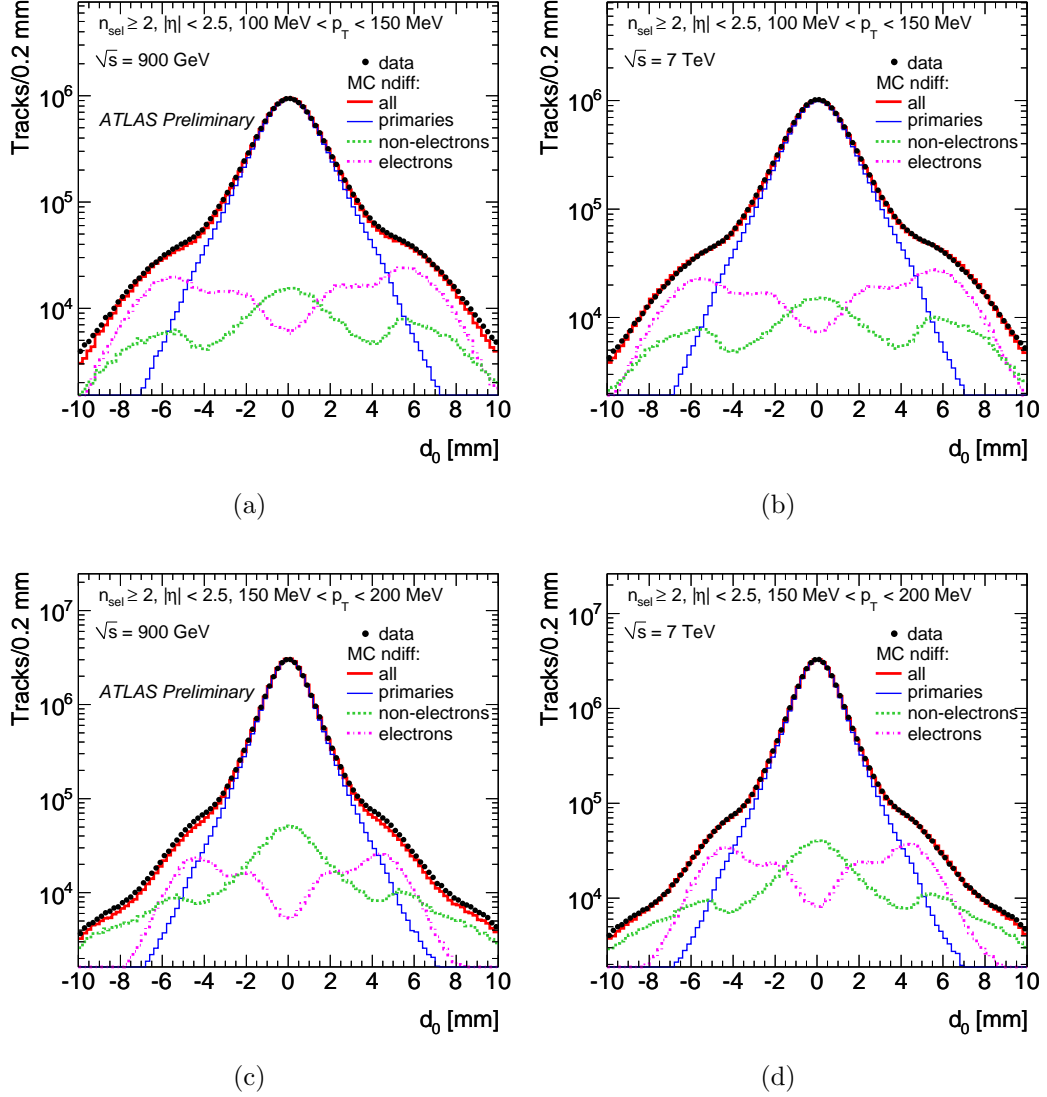 n_sel ≥ 2, |η| < 2.5, 100 MeV < p_T < 150 MeV
√s = 900 GeV
data
MC ndiff:
all
primaries
non-electrons
electrons
ATLAS Preliminary
Tracks/0.2 mm
10^6
10^5
10^4
-10 -8 -6 -4 -2 0 2 4 6 8 10
d_0 [mm]
(a)
n_sel ≥ 2, |η| < 2.5, 100 MeV < p_T < 150 MeV
√s = 7 TeV
data
MC ndiff:
all
primaries
non-electrons
electrons
Tracks/0.2 mm
10^6
10^5
10^4
-10 -8 -6 -4 -2 0 2 4 6 8 10
d_0 [mm]
(b)
n_sel ≥ 2, |η| < 2.5, 150 MeV < p_T < 200 MeV
√s = 900 GeV
data
MC ndiff:
all
primaries
non-electrons
electrons
ATLAS Preliminary
Tracks/0.2 mm
10^7
10^6
10^5
10^4
-10 -8 -6 -4 -2 0 2 4 6 8 10
d_0 [mm]
(c)
n_sel ≥ 2, |η| < 2.5, 150 MeV < p_T < 200 MeV
√s = 7 TeV
data
MC ndiff:
all
primaries
non-electrons
electrons
Tracks/0.2 mm
10^7
10^6
10^5
10^4
-10 -8 -6 -4 -2 0 2 4 6 8 10
d_0 [mm]
(d)